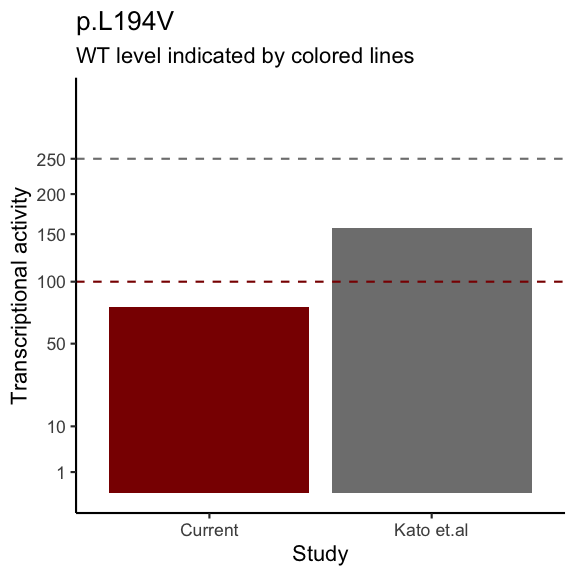 p.L194V
WT level indicated by colored lines
Transcriptional activity
250
200
150
100
50
10
1
Current
Kato et.al
Study